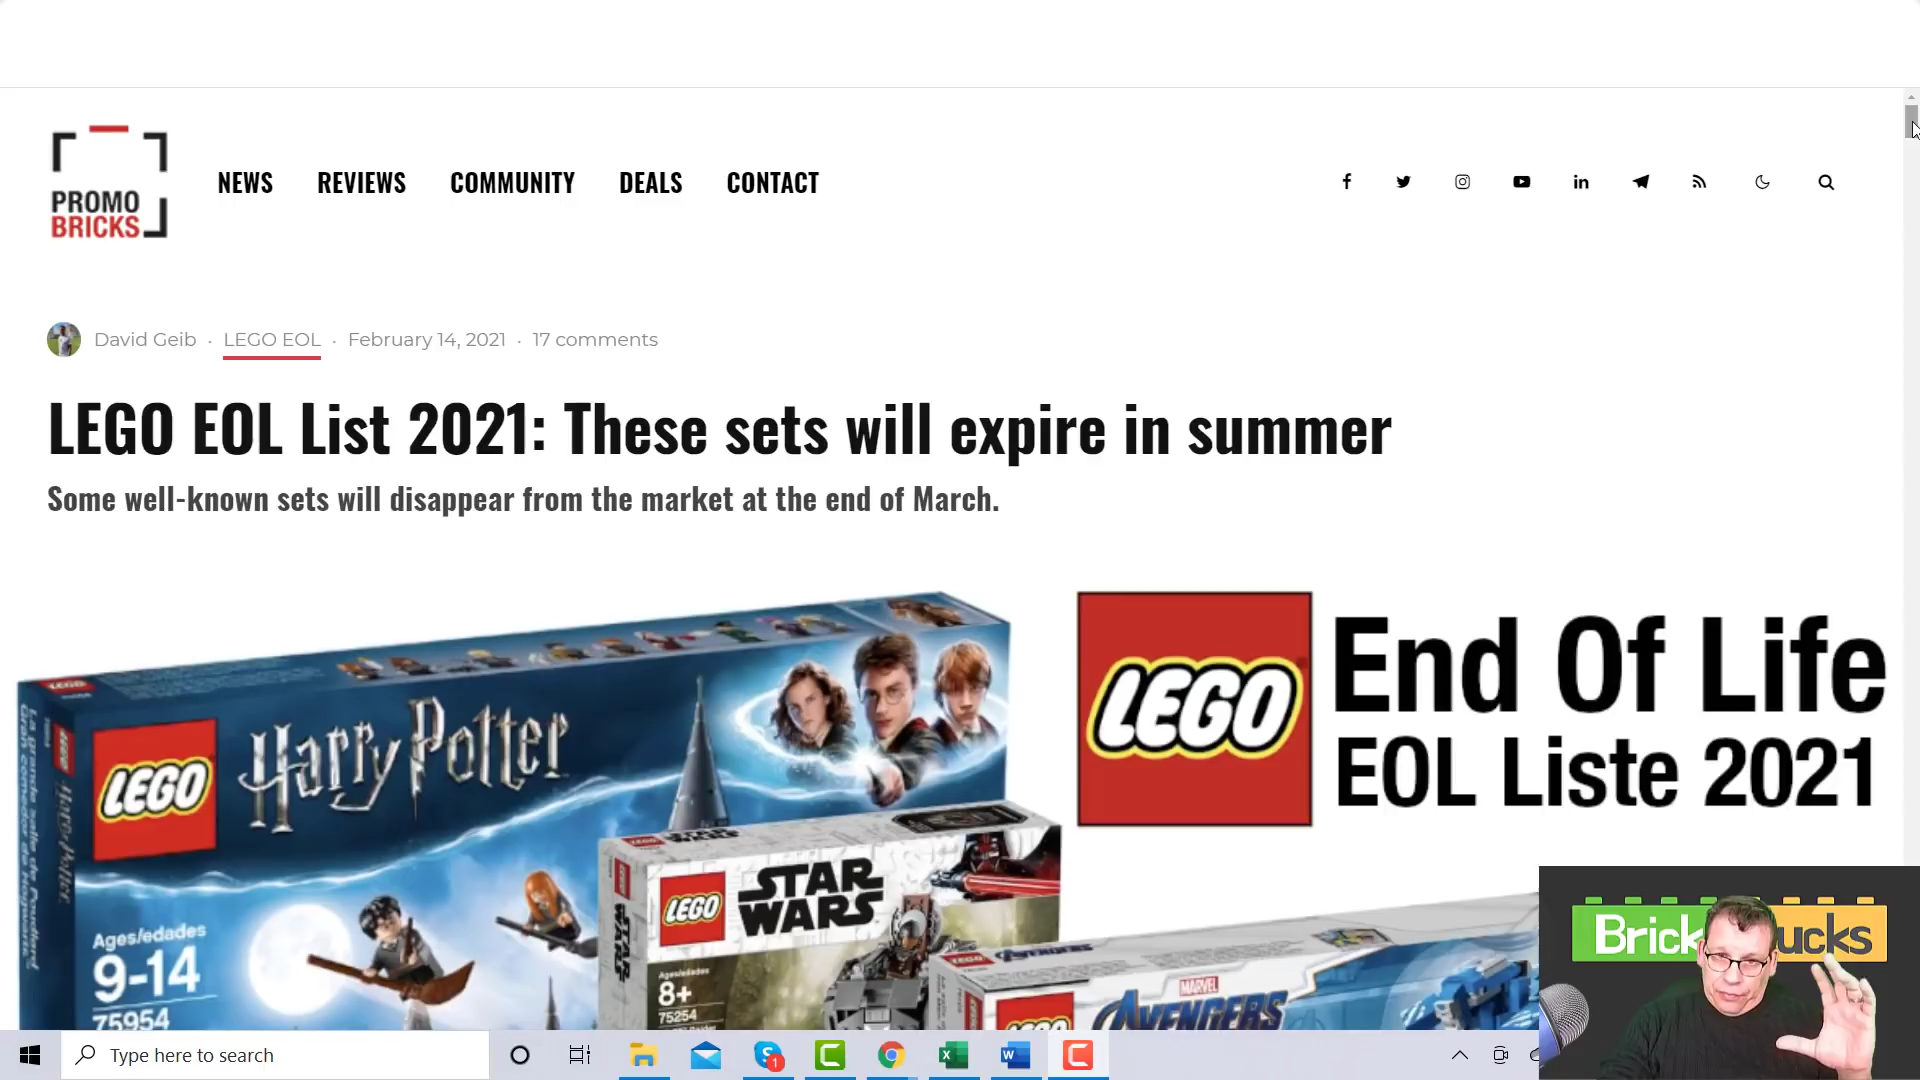 PROMO
BRICKS
NEWS
REVIEWS
COMMUNITY
DEALS
CONTACT
David Geib · LEGO EOL · February 14, 2021 · 17 comments
LEGO EOL List 2021: These sets will expire in summer
Some well-known sets will disappear from the market at the end of March.
LEGO
End Of Life
EOL Liste 2021
LEGO
Harry Potter
Ages/edades
9-14
75954
LEGO
STAR
WARS
Ages/edades
8+
75254
LEGO
MARVEL
AVENGERS
Brick
ucks
Type here to search
1